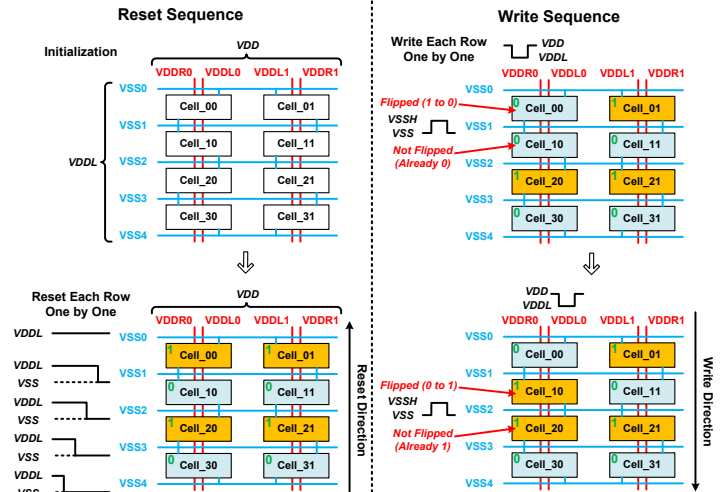 Reset Sequence
Initialization
VDD
VDDR0 VDDL0 VDDL1 VDDR1
VSS0
Cell_00 Cell_01
VSS1
Cell_10 Cell_11
VDDL
VSS2
Cell_20 Cell_21
VSS3
Cell_30 Cell_31
VSS4
Reset Each Row
One by One
VDD
VDDR0 VDDL0 VDDL1 VDDR1
VDDL
VSS0
1 Cell_00 1 Cell_01
VDDL
VSS
VSS1
0 Cell_10 0 Cell_11
VDDL
VSS
VSS2
1 Cell_20 1 Cell_21
VDDL
VSS
VSS3
0 Cell_30 0 Cell_31
VDDL
VSS
VSS4
Reset Direction
Write Sequence
Write Each Row
One by One
VDD
VDDL
VDDR0 VDDL0 VDDL1 VDDR1
VSS0
Flipped (1 to 0)
0 Cell_00 1 Cell_01
VSSH
VSS
VSS1
Not Flipped
(Already 0)
0 Cell_10 0 Cell_11
VSS2
1 Cell_20 1 Cell_21
VSS3
0 Cell_30 0 Cell_31
VSS4
VDD
VDDL
VDDR0 VDDL0 VDDL1 VDDR1
VSS0
0 Cell_00 1 Cell_01
VSS1
Flipped (0 to 1)
1 Cell_10 0 Cell_11
VSSH
VSS
VSS2
Not Flipped
(Already 1)
1 Cell_20 1 Cell_21
VSS3
0 Cell_30 0 Cell_31
VSS4
Write Direction